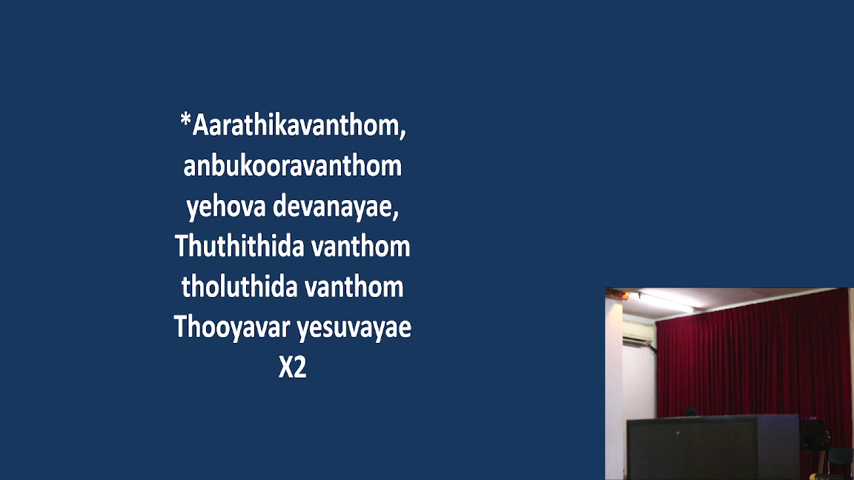 *Aarathikavanthom,
anbukooravanthom
yehova devanayae,
Thuthithida vanthom
tholuthida vanthom
Thooyavar yesuvayae
X2